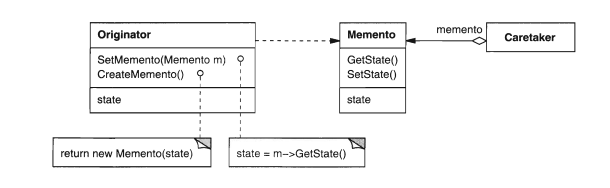 Originator
SetMemento(Memento m)
CreateMemento()
state
Memento
GetState()
SetState()
state
memento
Caretaker
return new Memento(state)
state = m->GetState()